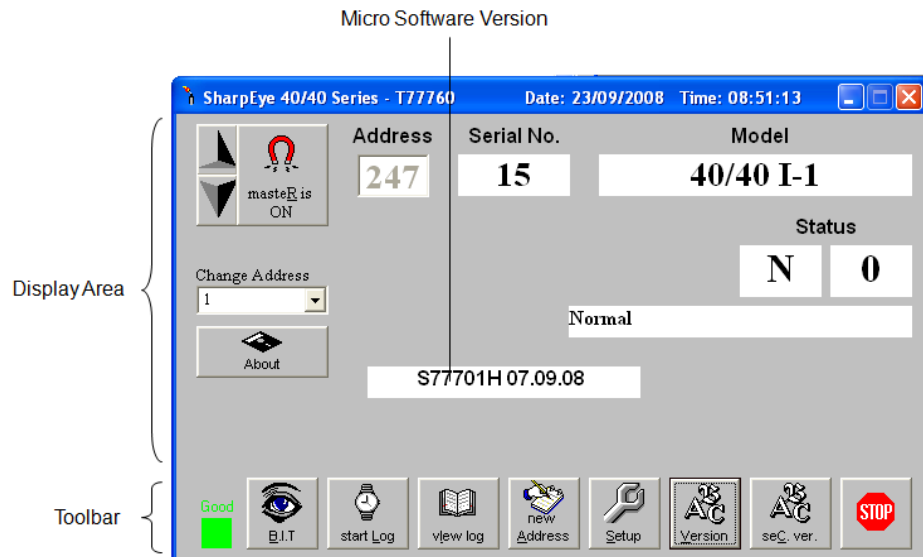 Micro Software Version
SharpEye 40/40 Series - T77760 Date: 23/09/2008 Time: 08:51:13
Address Serial No. Model
masteR is
ON
247 15 40/40 I-1
Status
N 0
Display Area
Change Address
1
Normal
About
S77701H 07.09.08
Toolbar
Good
B.I.T
start Log
vIew log
new
Address
Setup
Version
seC. ver.
STOP